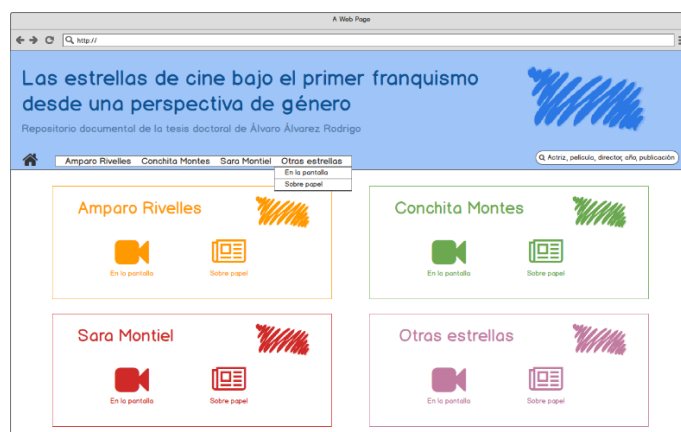 A Web Page
http://
Las estrellas de cine bajo el primer franquismo
desde una perspectiva de género
Repositorio documental de la tesis doctoral de Álvaro Álvarez Rodrigo
Amparo Rivelles Conchita Montes Sara Montiel Otras estrellas
Actriz, película, director, año, publicación
En la pantalla
Sobre papel
Amparo Rivelles
En la pantalla Sobre papel
Conchita Montes
En la pantalla Sobre papel
Sara Montiel
En la pantalla Sobre papel
Otras estrellas
En la pantalla Sobre papel